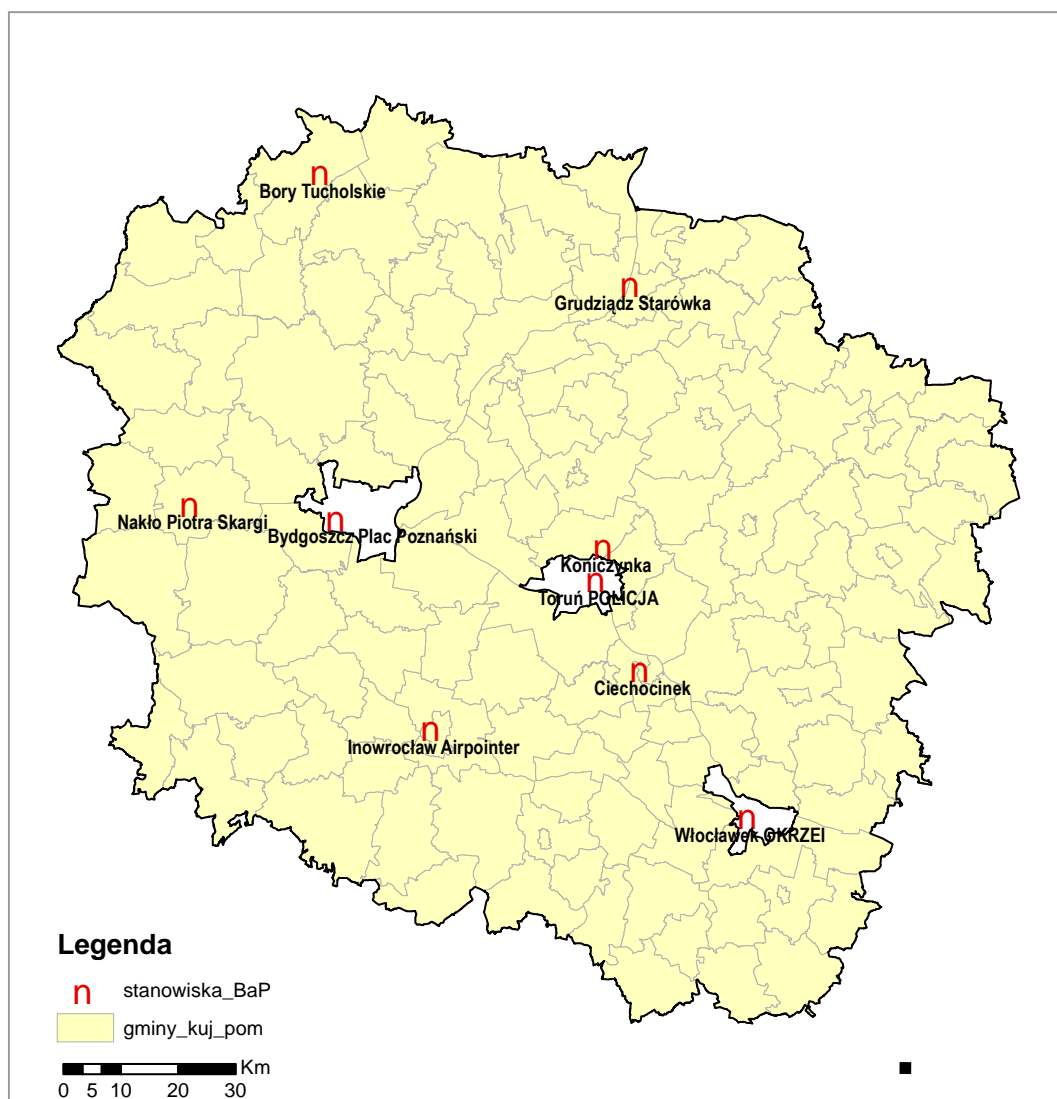 n
Bory Tucholskie
n
Grudziądz Starówka
n
Nakło Piotra Skargi
n
Bydgoszcz Plac Poznański
n
Koniczynka
n
Toruń POLICJA
n
Ciechocinek
n
Inowrocław Airpointer
n
Włocławek OKRZEI
Legenda
n stanowiska_BaP
gminy_kuj_pom
Km
0 5 10 20 30